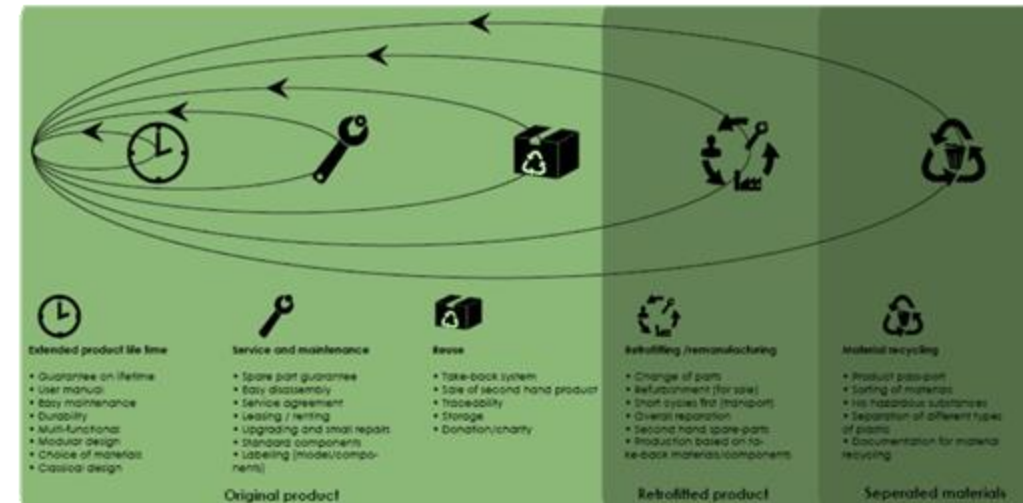 Extended product life time
• Guarantee on lifetime
• User manual
• Easy maintenance
• Durability
• Multi-functional
• Modular design
• Choice of materials
• Classical design
Service and maintenance
• Spare part guarantee
• Easy disassembly
• Service agreement
• Leasing / renting
• Upgrading and small repairs
• Standard components
• Labelling (model/compo-
nents)
Reuse
• Take-back system
• Sale of second hand product
• Traceability
• Storage
• Donation/charity
Retrofitting /remanufacturing
• Change of parts
• Refurbishment (for sale)
• Short cycles first (transport)
• Overall reparation
• Second hand spare-parts
• Production based on ta-
ke-back materials/components
Material recycling
• Product pass-port
• Sorting of materials
• No hazardous substances
• Separation of different types
of plastic
• Documentation for material
recycling
Original product
Retrofitted product
Seperated materials